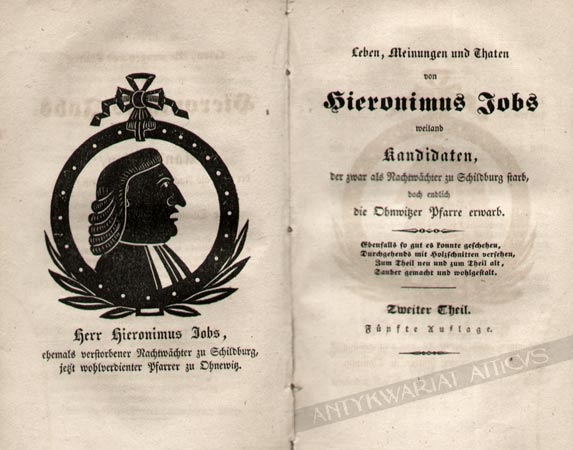 Herr Hieronimus Jobs,
ehemals verstorbener Nachtwächter zu Schildburg,
jetzt wohlverdienter Pfarrer zu Ohnewitz.
Leben, Meinungen und Thaten
von
Hieronimus Jobs
weiland
Kandidaten,
der zwar als Nachtwächter zu Schildburg starb,
doch endlich
die Ohnwitzer Pfarre erwarb.
Ebenfalls so gut es konnte geschehen,
Durchgehends mit Holzschnitten versehen,
Zum Theil neu und zum Theil alt,
Sauber gemacht und wohlgestalt.
Zweiter Theil.
Fünfte Auflage.
ANTYKWARIAT ATTICVS